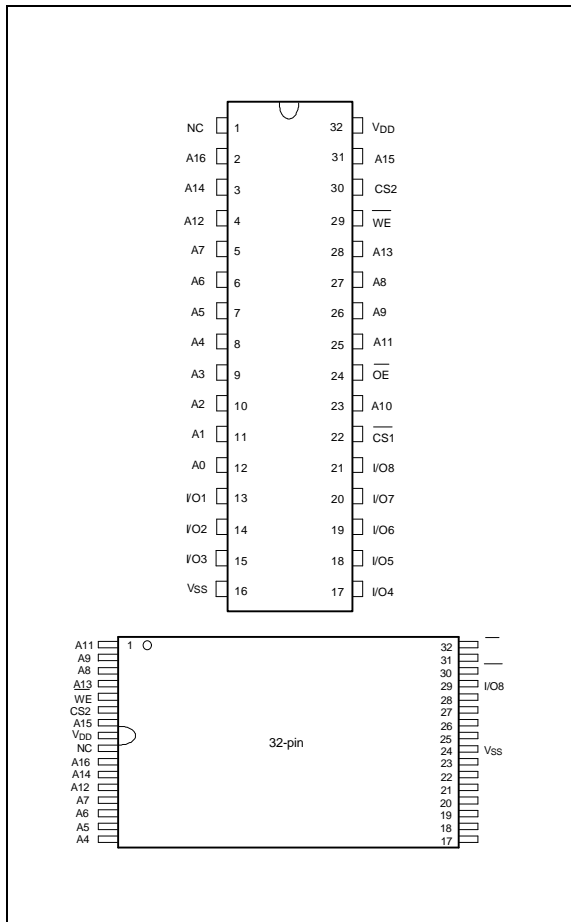 NC 1 32 VDD
A16 2 31 A15
A14 3 30 CS2
A12 4 29 W̅E̅
A7 5 28 A13
A6 6 27 A8
A5 7 26 A9
A4 8 25 A11
A3 9 24 O̅E̅
A2 10 23 A10
A1 11 22 C̅S̅1̅
A0 12 21 I/O8
I/O1 13 20 I/O7
I/O2 14 19 I/O6
I/O3 15 18 I/O5
VSS 16 17 I/O4
A11 1 32
A9 31
A8 30
A13 29 I/O8
W̅E̅ 28
CS2 27
A15 26
VDD 25
NC 32-pin 24 VSS
A16 23
A14 22
A12 21
A7 20
A6 19
A5 18
A4 17